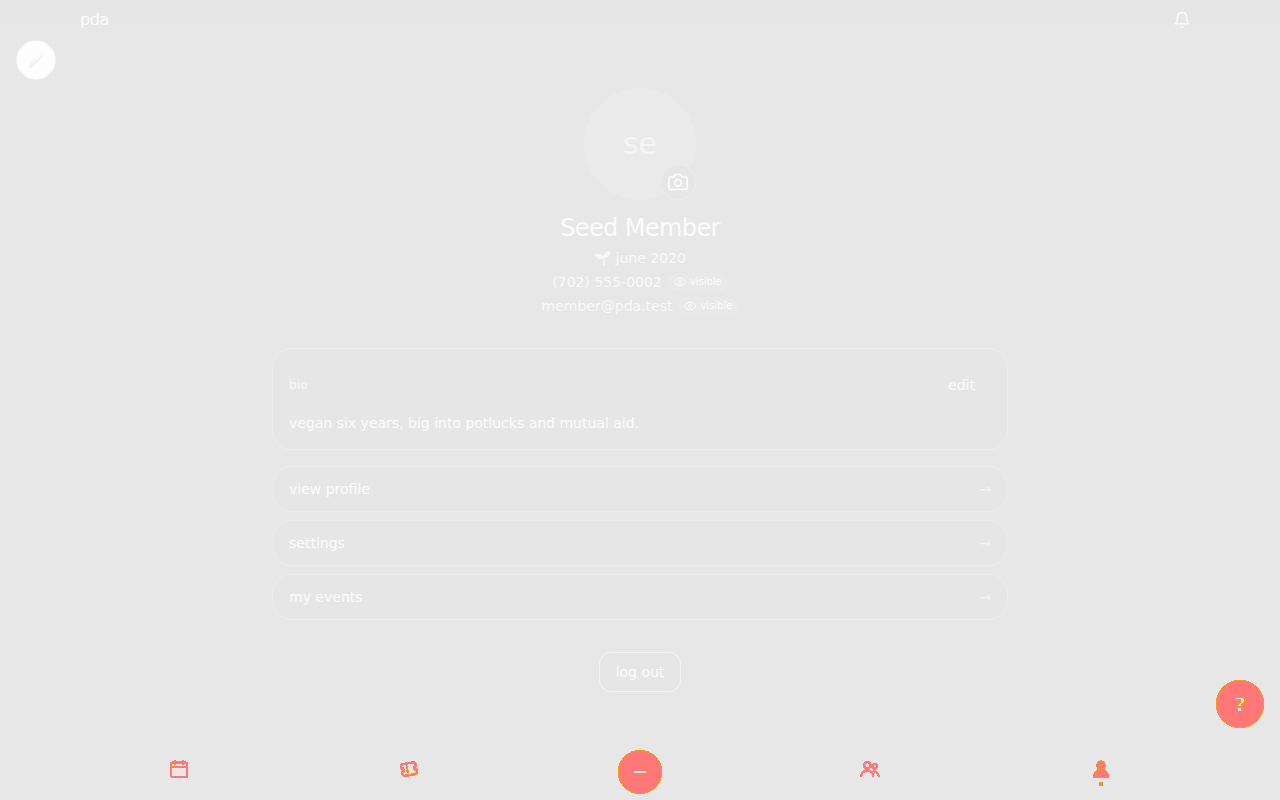 pda
se
Seed Member
june 2020
(702) 555-0002 visible
member@pda.test visible
bio edit
vegan six years, big into potlucks and mutual aid.
view profile →
settings →
my events →
log out
?